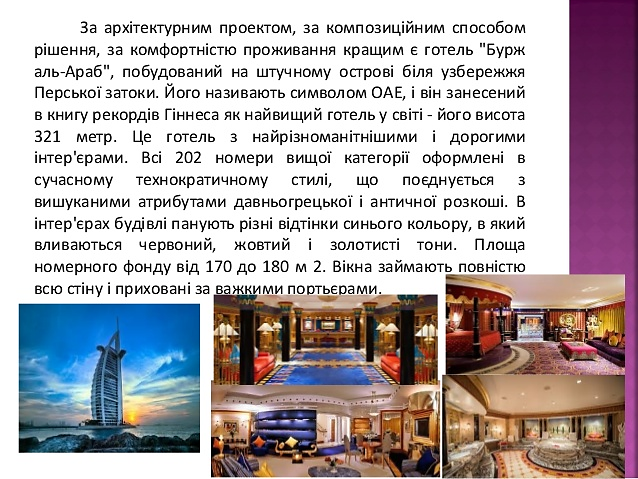 За архітектурним проектом, за композиційним способом
рішення, за комфортністю проживання кращим є готель "Бурж
аль-Араб", побудований на штучному острові біля узбережжя
Перської затоки. Його називають символом ОАЕ, і він занесений
в книгу рекордів Гіннеса як найвищий готель у світі - його висота
321 метр. Це готель з найрізноманітнішими і дорогими
інтер'єрами. Всі 202 номери вищої категорії оформлені в
сучасному технократичному стилі, що поєднується з
вишуканими атрибутами давньогрецької і античної розкоші. В
інтер'єрах будівлі панують різні відтінки синього кольору, в який
вливаються червоний, жовтий і золотисті тони. Площа
номерного фонду від 170 до 180 м 2. Вікна займають повністю
всю стіну і приховані за важкими портьєрами.